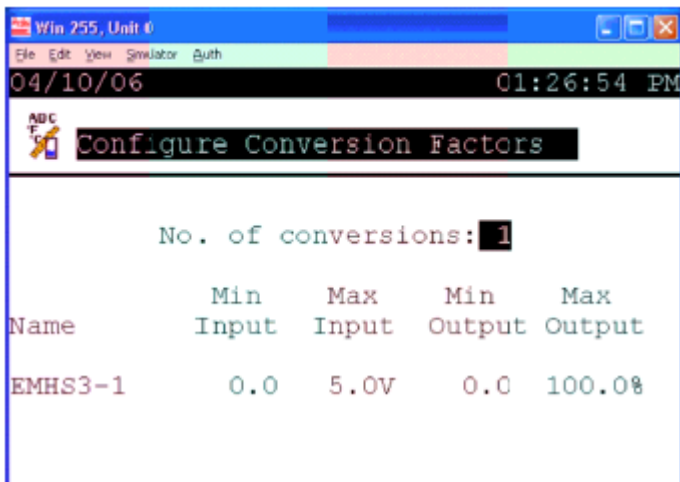 Win 255, Unit 0
File Edit View Simulator Auth
04/10/06 01:26:54 PM
ABC
°F
°C
Configure Conversion Factors
No. of conversions: 1
Min Max Min Max
Name Input Input Output Output
EMHS3-1 0.0 5.0V 0.0 100.0%